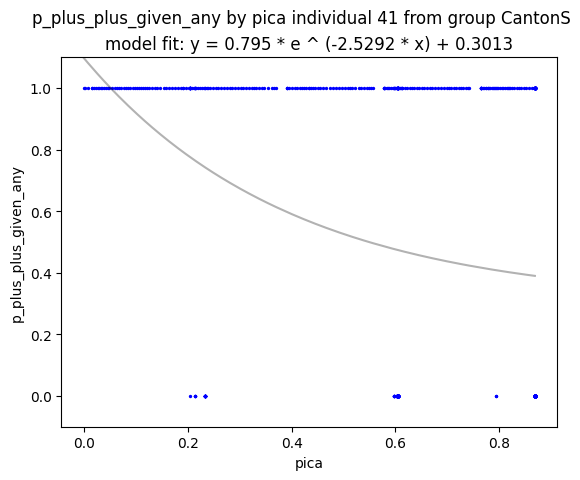 p_plus_plus_given_any by pica individual 41 from group CantonS
model fit: y = 0.795 * e ^ (-2.5292 * x) + 0.3013
p_plus_plus_given_any
1.0
0.8
0.6
0.4
0.2
0.0
0.0 0.2 0.4 0.6 0.8
pica